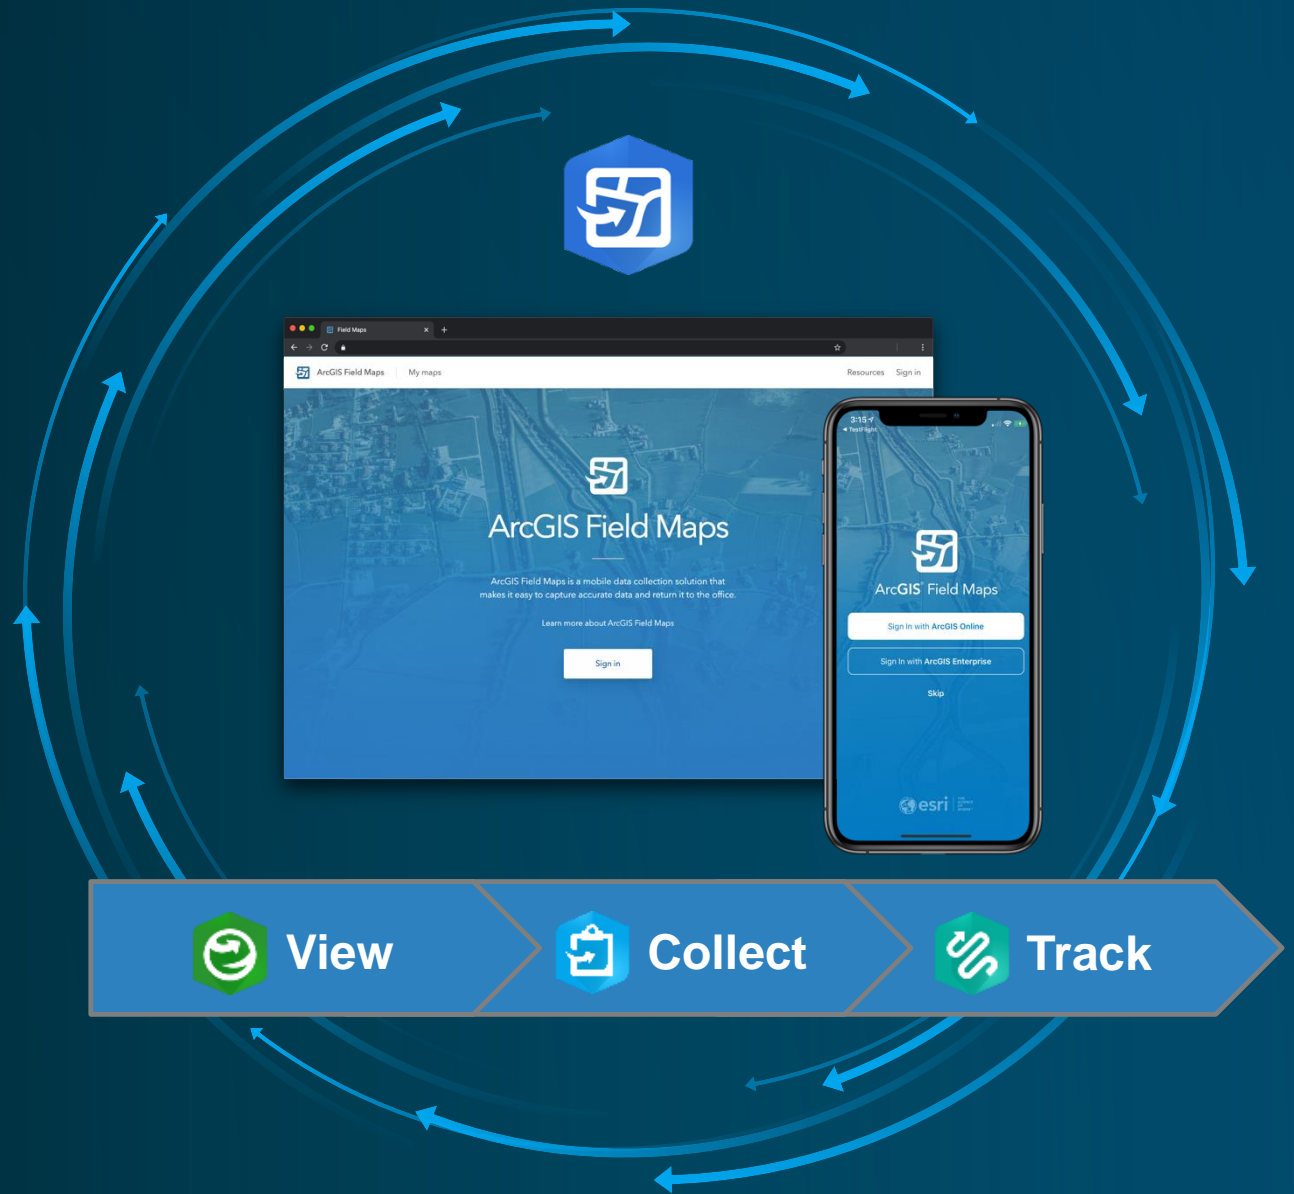 Field Maps
ArcGIS Field Maps
My maps
Resources
Sign in
ArcGIS Field Maps
ArcGIS Field Maps is a mobile data collection solution that
makes it easy to capture accurate data and return it to the office.
Learn more about ArcGIS Field Maps
Sign in
3:15
TestFlight
ArcGIS® Field Maps
Sign In with ArcGIS Online
Sign In with ArcGIS Enterprise
Skip
esri
View
Collect
Track